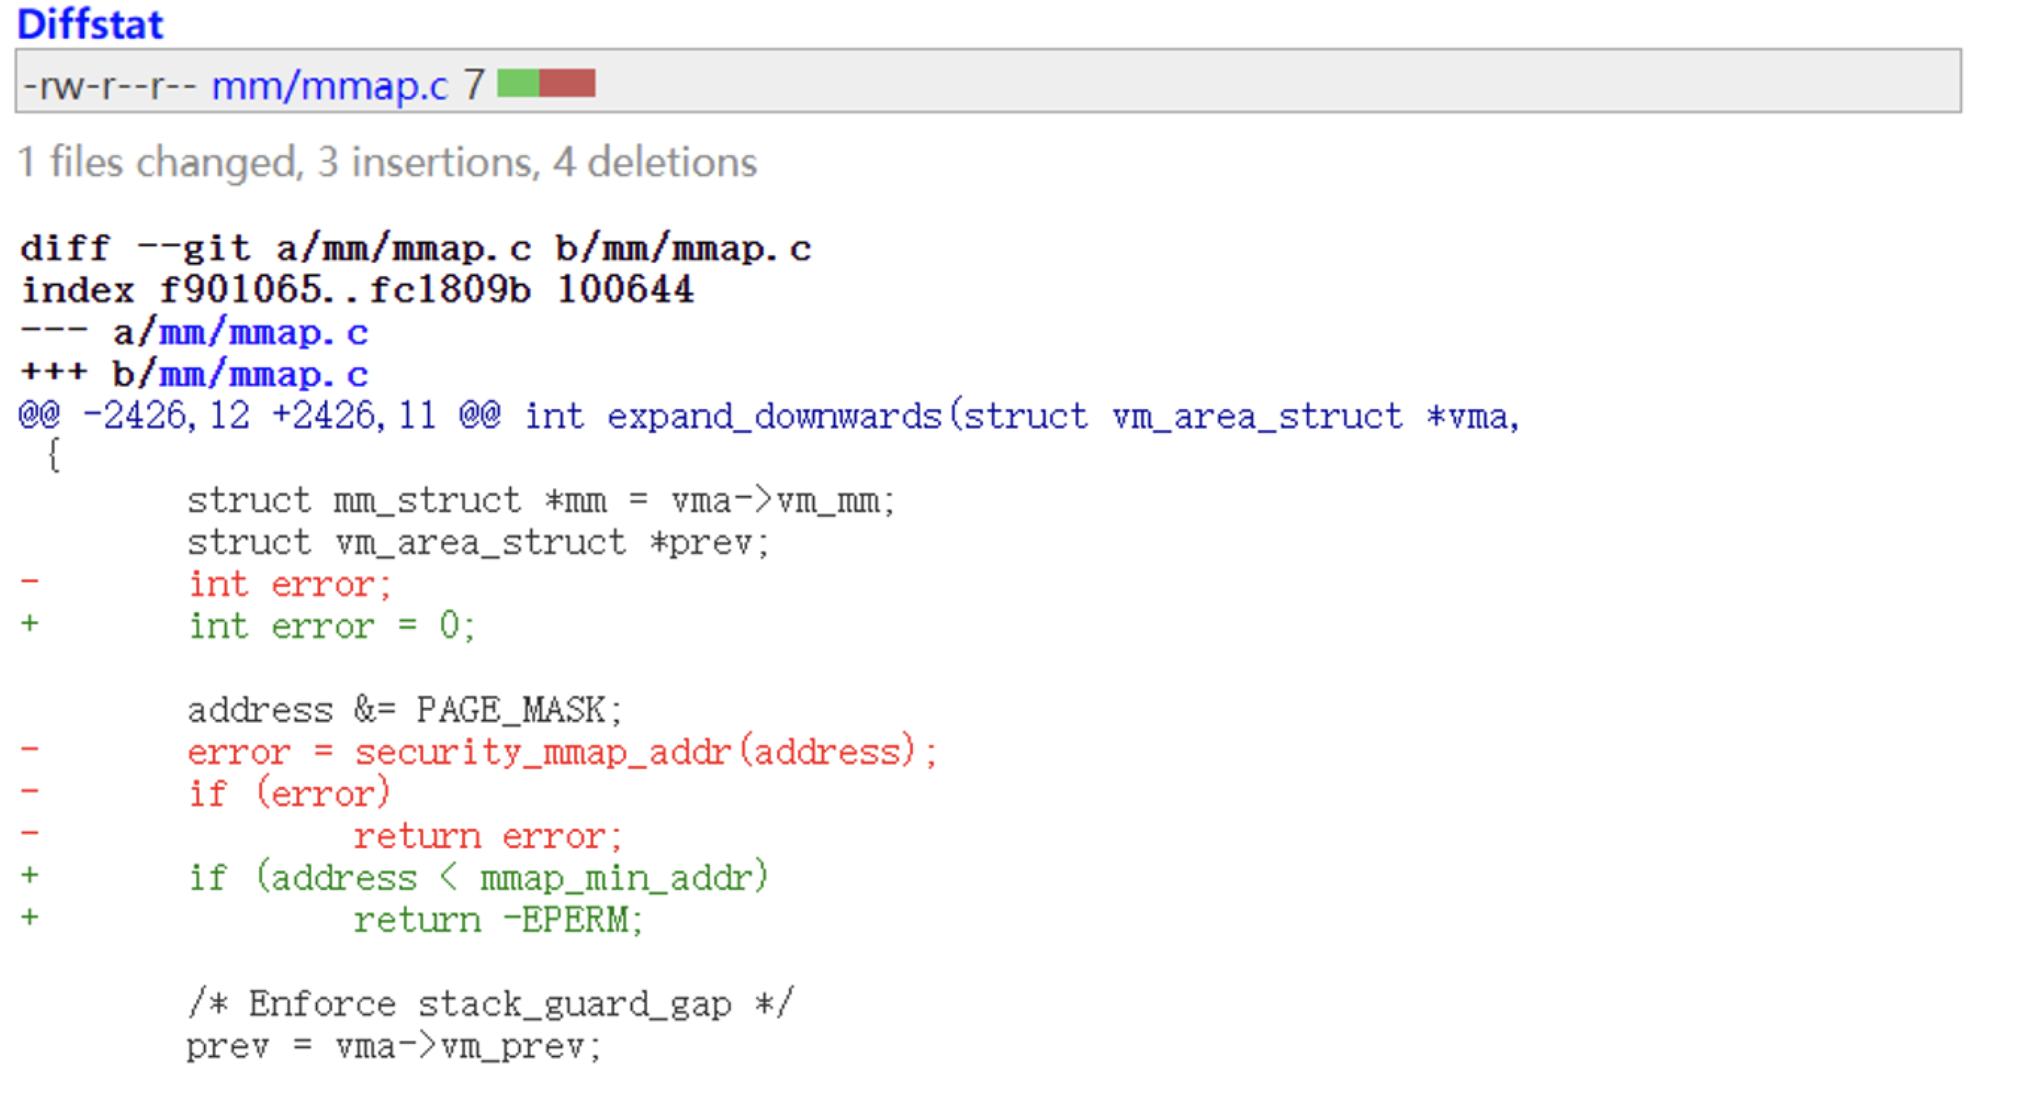 Diffstat
-rw-r--r-- mm/mmap.c 7
1 files changed, 3 insertions, 4 deletions
diff --git a/mm/mmap.c b/mm/mmap.c
index f901065..fc1809b 100644
--- a/mm/mmap.c
+++ b/mm/mmap.c
@@ -2426,12 +2426,11 @@ int expand_downwards(struct vm_area_struct *vma,
 {
        struct mm_struct *mm = vma->vm_mm;
        struct vm_area_struct *prev;
-       int error;
+       int error = 0;

        address &= PAGE_MASK;
-       error = security_mmap_addr(address);
-       if (error)
-               return error;
+       if (address < mmap_min_addr)
+               return -EPERM;

        /* Enforce stack_guard_gap */
        prev = vma->vm_prev;